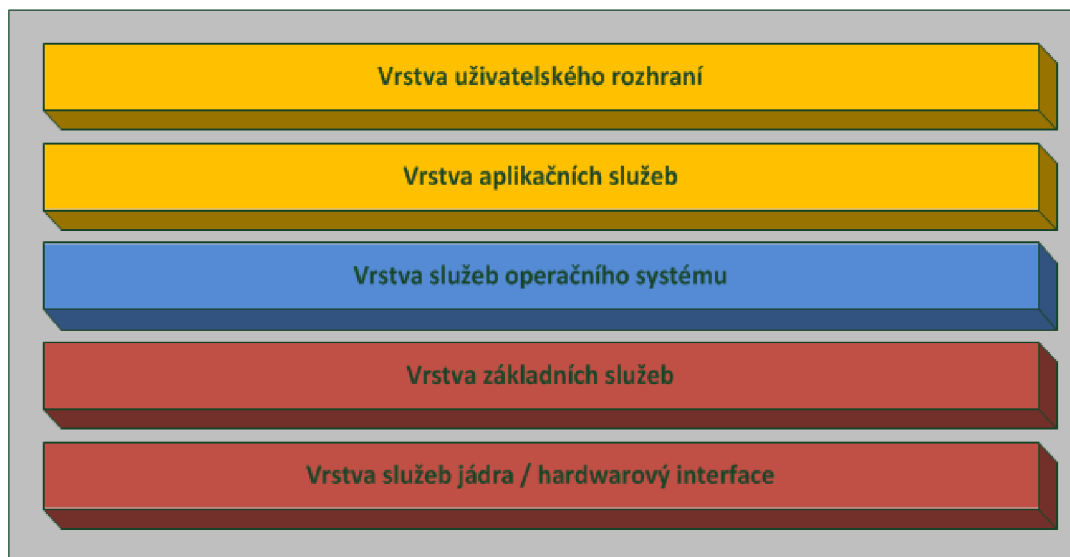 Vrstva uživatelského rozhraní
Vrstva aplikačních služeb
Vrstva služeb operačního systému
Vrstva základních služeb
Vrstva služeb jádra / hardwarový interface